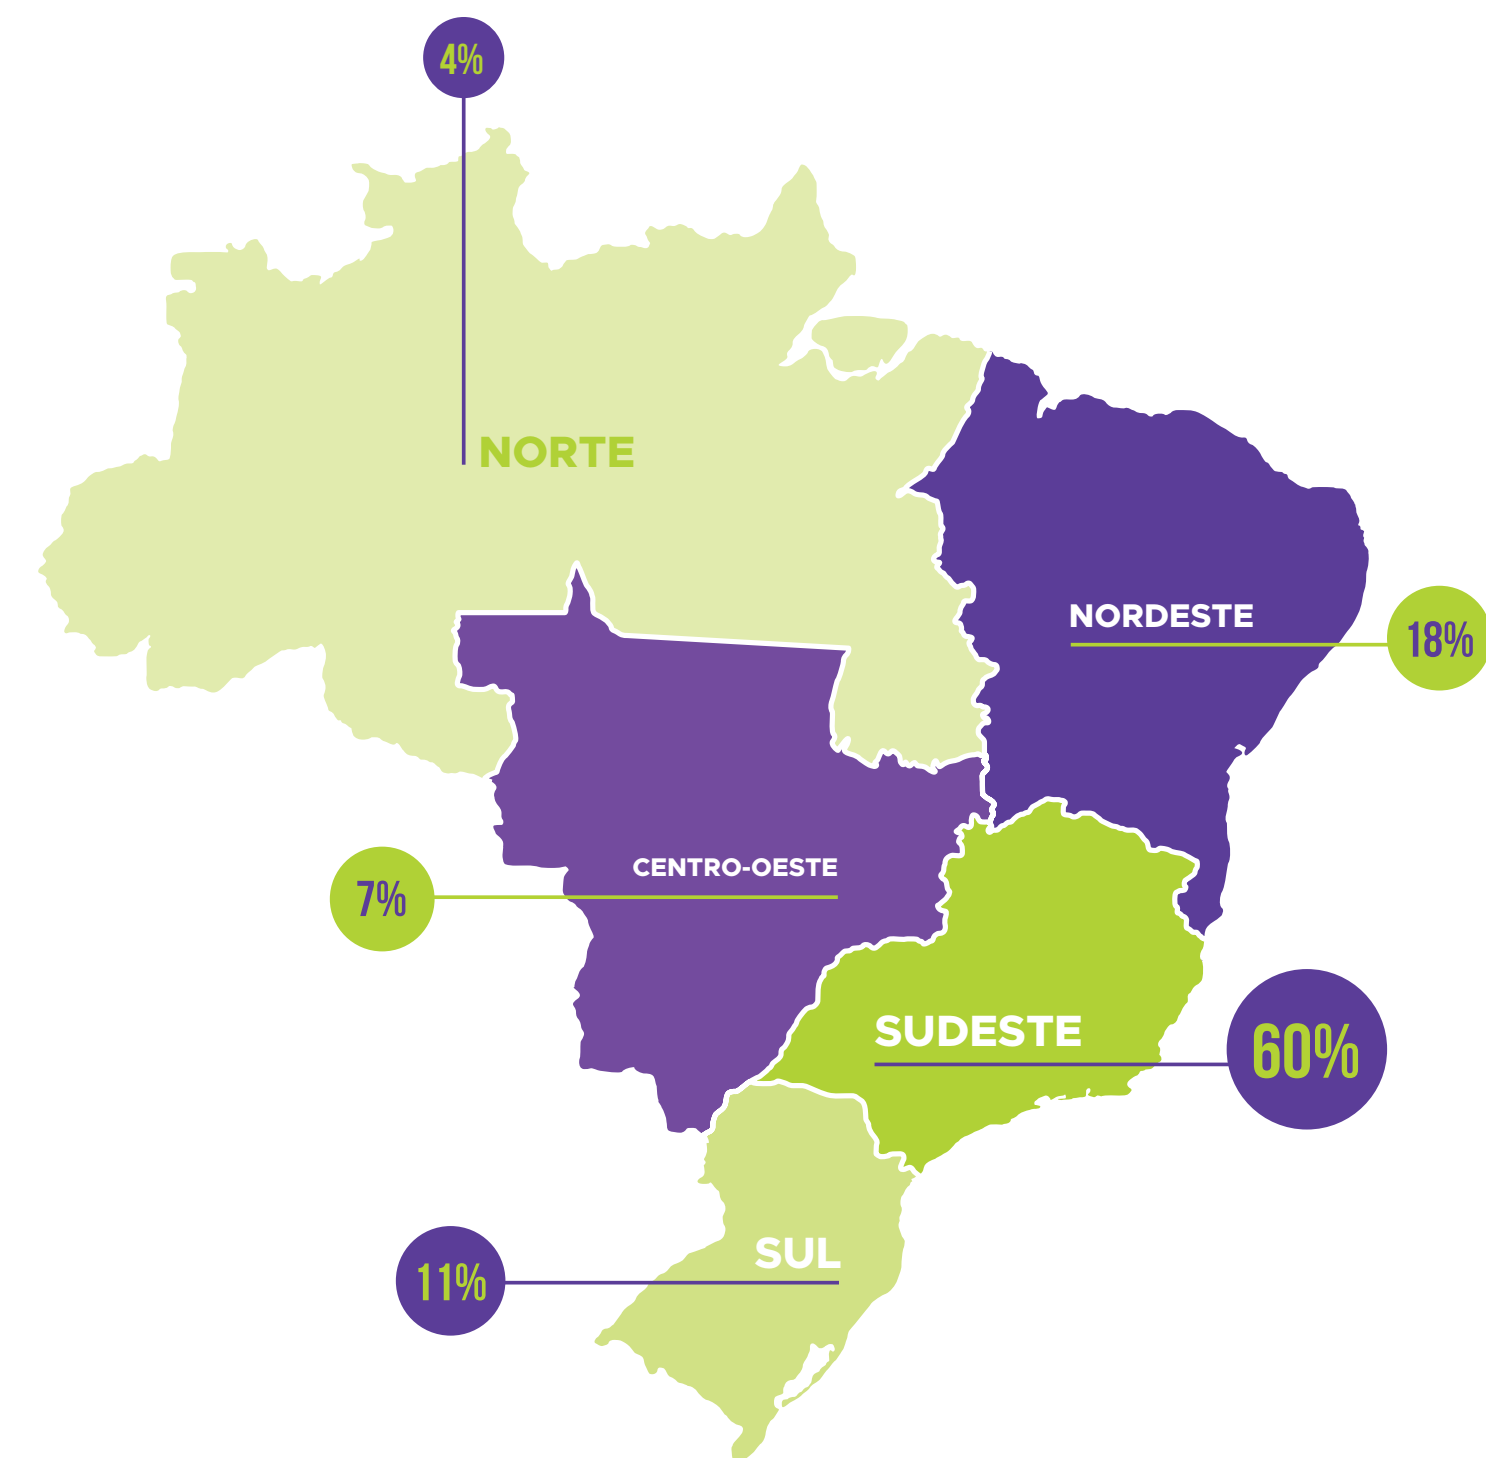 4%
NORTE
NORDESTE
18%
CENTRO-OESTE
7%
SUDESTE
60%
SUL
11%